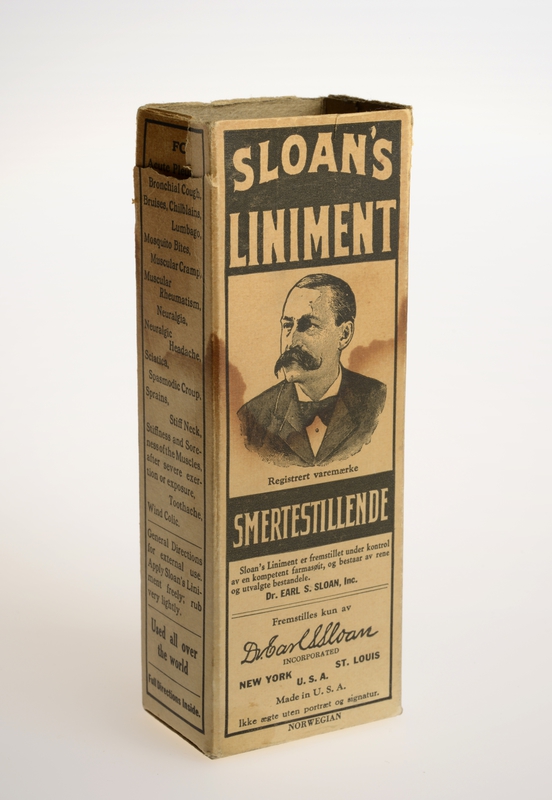 SLOAN'S
LINIMENT
Registrert varemærke
SMERTESTILLENDE
Sloan's Liniment er fremstillet under kontrol
av en kompetent farmasøit, og bestaar av rene
og utvalgte bestandele.
Dr. EARL S. SLOAN, Inc.
Fremstilles kun av
Dr. Earl S. Sloan
INCORPORATED
NEW YORK U.S.A. ST. LOUIS
Made in U.S.A.
Ikke ægte uten portræt og signatur.
NORWEGIAN
Bronchial Cough,
Bruises, Chilblains,
Lumbago,
Mosquito Bites,
Muscular Cramp,
Muscular
Rheumatism,
Neuralgia,
Neuralgic
Headache,
Sciatica,
Spasmodic Croup,
Sprains,
Stiff Neck,
Stiffness and Sore-
ness of the Muscles,
after severe exer-
tion or exposure,
Toothache,
Wind Colic.
General Directions
for external use.
Apply Sloan's Lini-
ment freely; rub
very lightly.
Used all over
the world
Full Directions Inside.